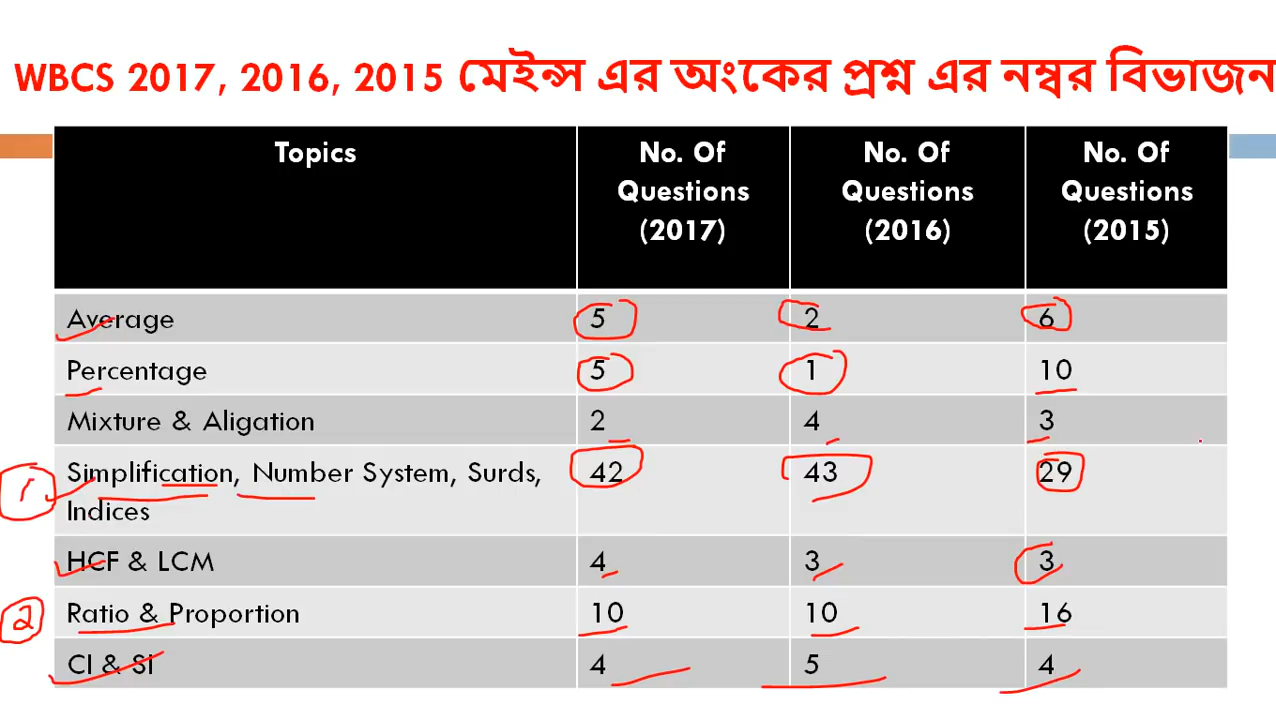 WBCS 2017, 2016, 2015 মেইন্স এর অংকের প্রশ্ন এর নম্বর বিভাজন
Topics No. Of Questions (2017) No. Of Questions (2016) No. Of Questions (2015)
Average 5 2 6
Percentage 5 1 10
Mixture & Aligation 2 4 3
1 Simplification, Number System, Surds, 42 43 29
Indices
HCF & LCM 4 3 3
2 Ratio & Proportion 10 10 16
CI & SI 4 5 4